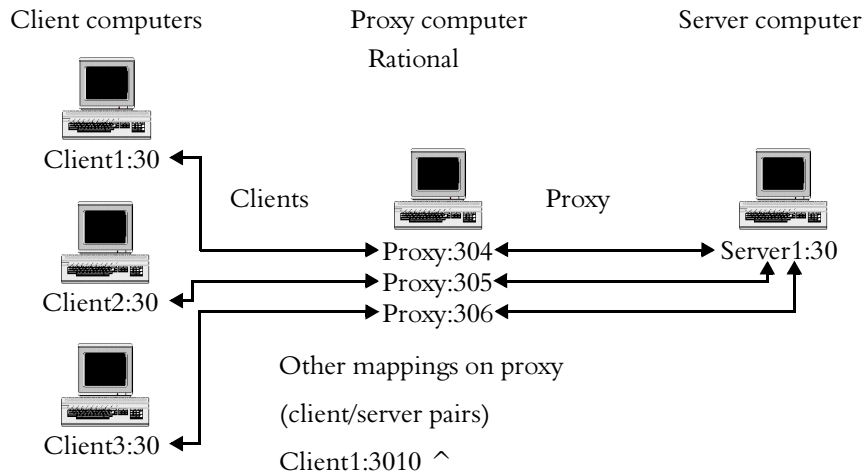 Client computers Proxy computer Server computer
Rational
Client1:30
Clients Proxy
Proxy:304 Server1:30
Proxy:305
Client2:30
Proxy:306
Other mappings on proxy
(client/server pairs)
Client3:30
Client1:3010 ^